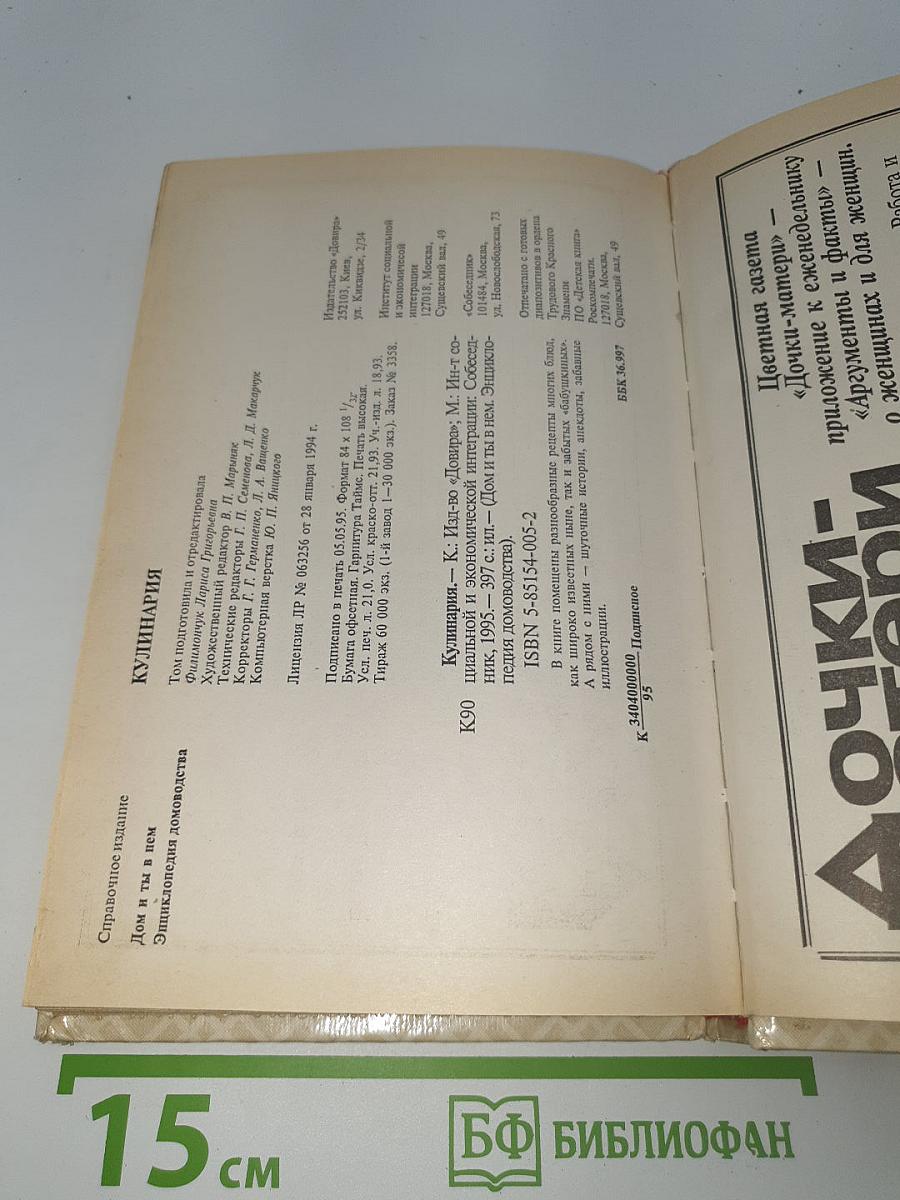 Справочное издание
Дом и ты в нем
Энциклопедия домоводства
КУЛИНАРИЯ
Том подготовила и отредактировала
Филимончук Лариса Григорьевна
Художественный редактор В. П. Марыняк
Технические редакторы Г. П. Семенова, Л. Д. Макарчук
Корректоры Г. Г. Германенко, Л. А. Ващенко
Компьютерная верстка Ю. П. Яницкого
Лицензия ЛР № 063256 от 28 января 1994 г.
Подписано в печать 05.05.95. Формат 84 х 108 1/32.
Бумага офсетная. Гарнитура Таймс. Печать высокая.
Усл. печ. л. 21,0. Усл. краско-отт. 21,93. Уч.-изд. л. 18,93.
Тираж 60 000 экз. (1-й завод 1—30 000 экз.). Заказ № 3358.
Издательство «Довира»
252103, Киев,
ул. Киквидзе, 2/34
Институт социальной
и экономичесой
интеграции
127018, Москва,
Сущевский вал, 49
«Собеседник»
101484, Москва,
ул. Новослободская, 73
Отпечатано с готовых
диапозитивов в ордена
Трудового Красного
Знамени
ПО «Детская книга»
Роскомпечати.
127018, Москва,
Сущевский вал, 49
Кулинария.— К.: Изд-во «Довира»; М.: Ин-т со-
К90 циальной и экономической интеграции: Собесед-
ник, 1995.— 397 с.: ил.— (Дом и ты в нем. Энцикло-
педия домоводства).
ISBN 5-85154-005-2
В книге помещены разнообразные рецепты многих блюд,
как широко известных ныне, так и забытых «бабушкиных».
А рядом с ними — шуточные истории, анекдоты, забавные
иллюстрации.
К 3404000000 Подписное
95
ББК 36.997
Цветная газета
«Дочки-матери» —
приложение к еженедельнику
«Аргументы и факты» —
о женщинах и для женщин.
Работа и
ДОЧКИ-
МАТЕРИ
15 см
БФ БИБЛИОФАН